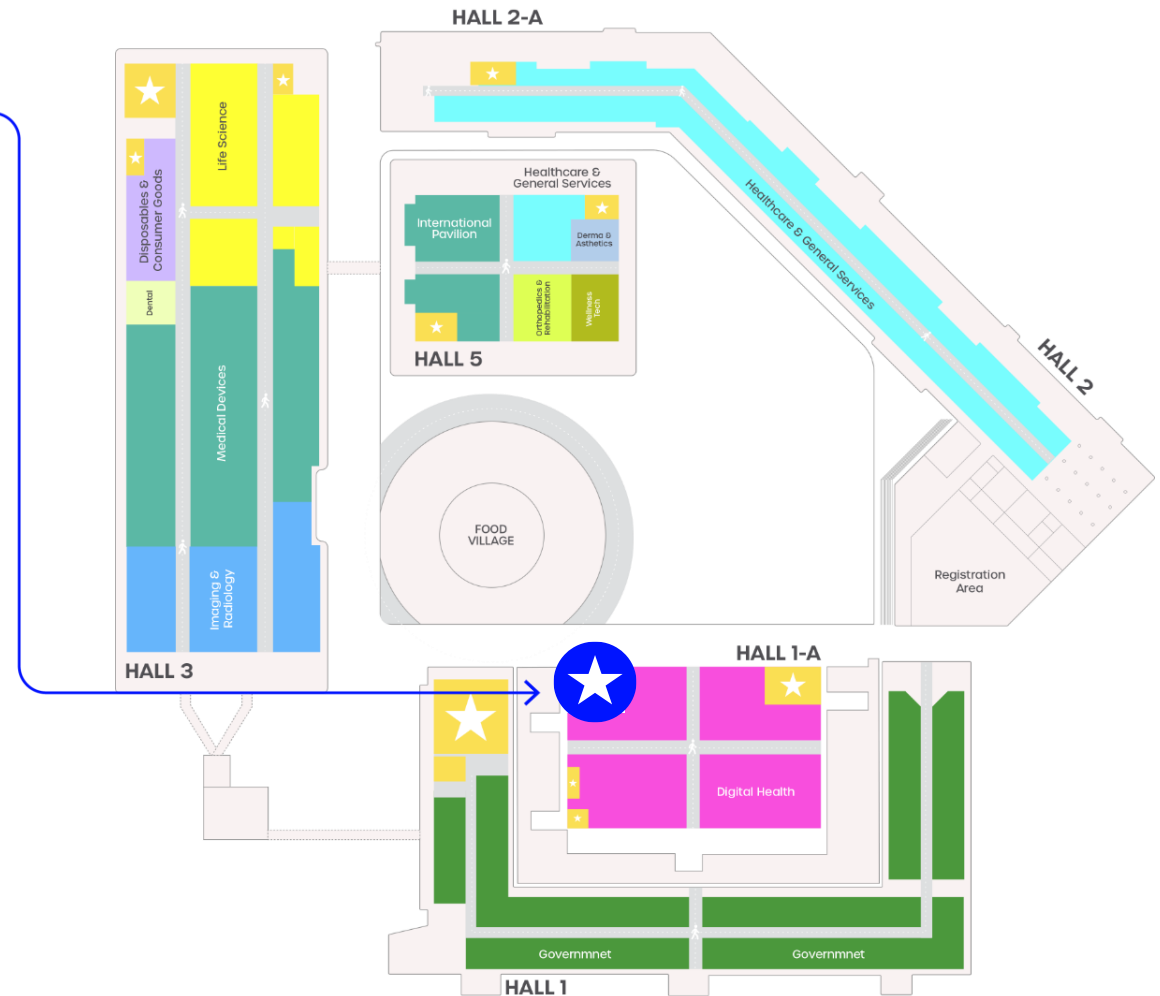 HALL 2-A
Life Science
Disposables &
Consumer Goods
Dental
Medical Devices
Imaging &
Radiology
HALL 3
Healthcare &
General Services
International
Pavilion
Derma &
Asthetics
Orthopedics &
Rehabilitation
Wellness
Tech
HALL 5
Healthcare & General Services
HALL 2
FOOD
VILLAGE
Registration
Area
HALL 1-A
Digital Health
Governmnet
Governmnet
HALL 1